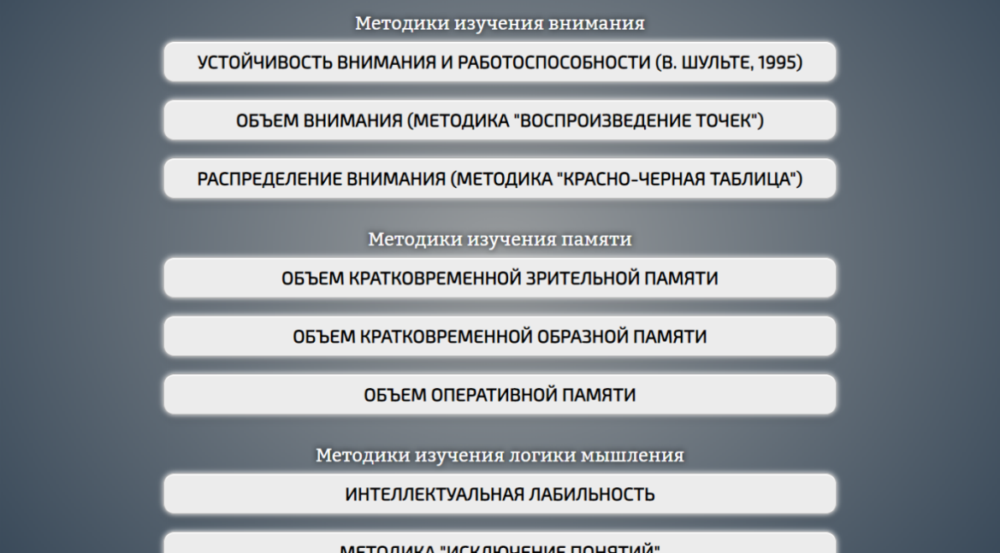 Методики изучения внимания
УСТОЙЧИВОСТЬ ВНИМАНИЯ И РАБОТОСПОСОБНОСТИ (В. ШУЛЬТЕ, 1995)
ОБЪЕМ ВНИМАНИЯ (МЕТОДИКА "ВОСПРОИЗВЕДЕНИЕ ТОЧЕК")
РАСПРЕДЕЛЕНИЕ ВНИМАНИЯ (МЕТОДИКА "КРАСНО-ЧЕРНАЯ ТАБЛИЦА")
Методики изучения памяти
ОБЪЕМ КРАТКОВРЕМЕННОЙ ЗРИТЕЛЬНОЙ ПАМЯТИ
ОБЪЕМ КРАТКОВРЕМЕННОЙ ОБРАЗНОЙ ПАМЯТИ
ОБЪЕМ ОПЕРАТИВНОЙ ПАМЯТИ
Методики изучения логики мышления
ИНТЕЛЛЕКТУАЛЬНАЯ ЛАБИЛЬНОСТЬ
МЕТОДИКА "ИСКЛЮЧЕНИЕ ПОНЯТИЙ"